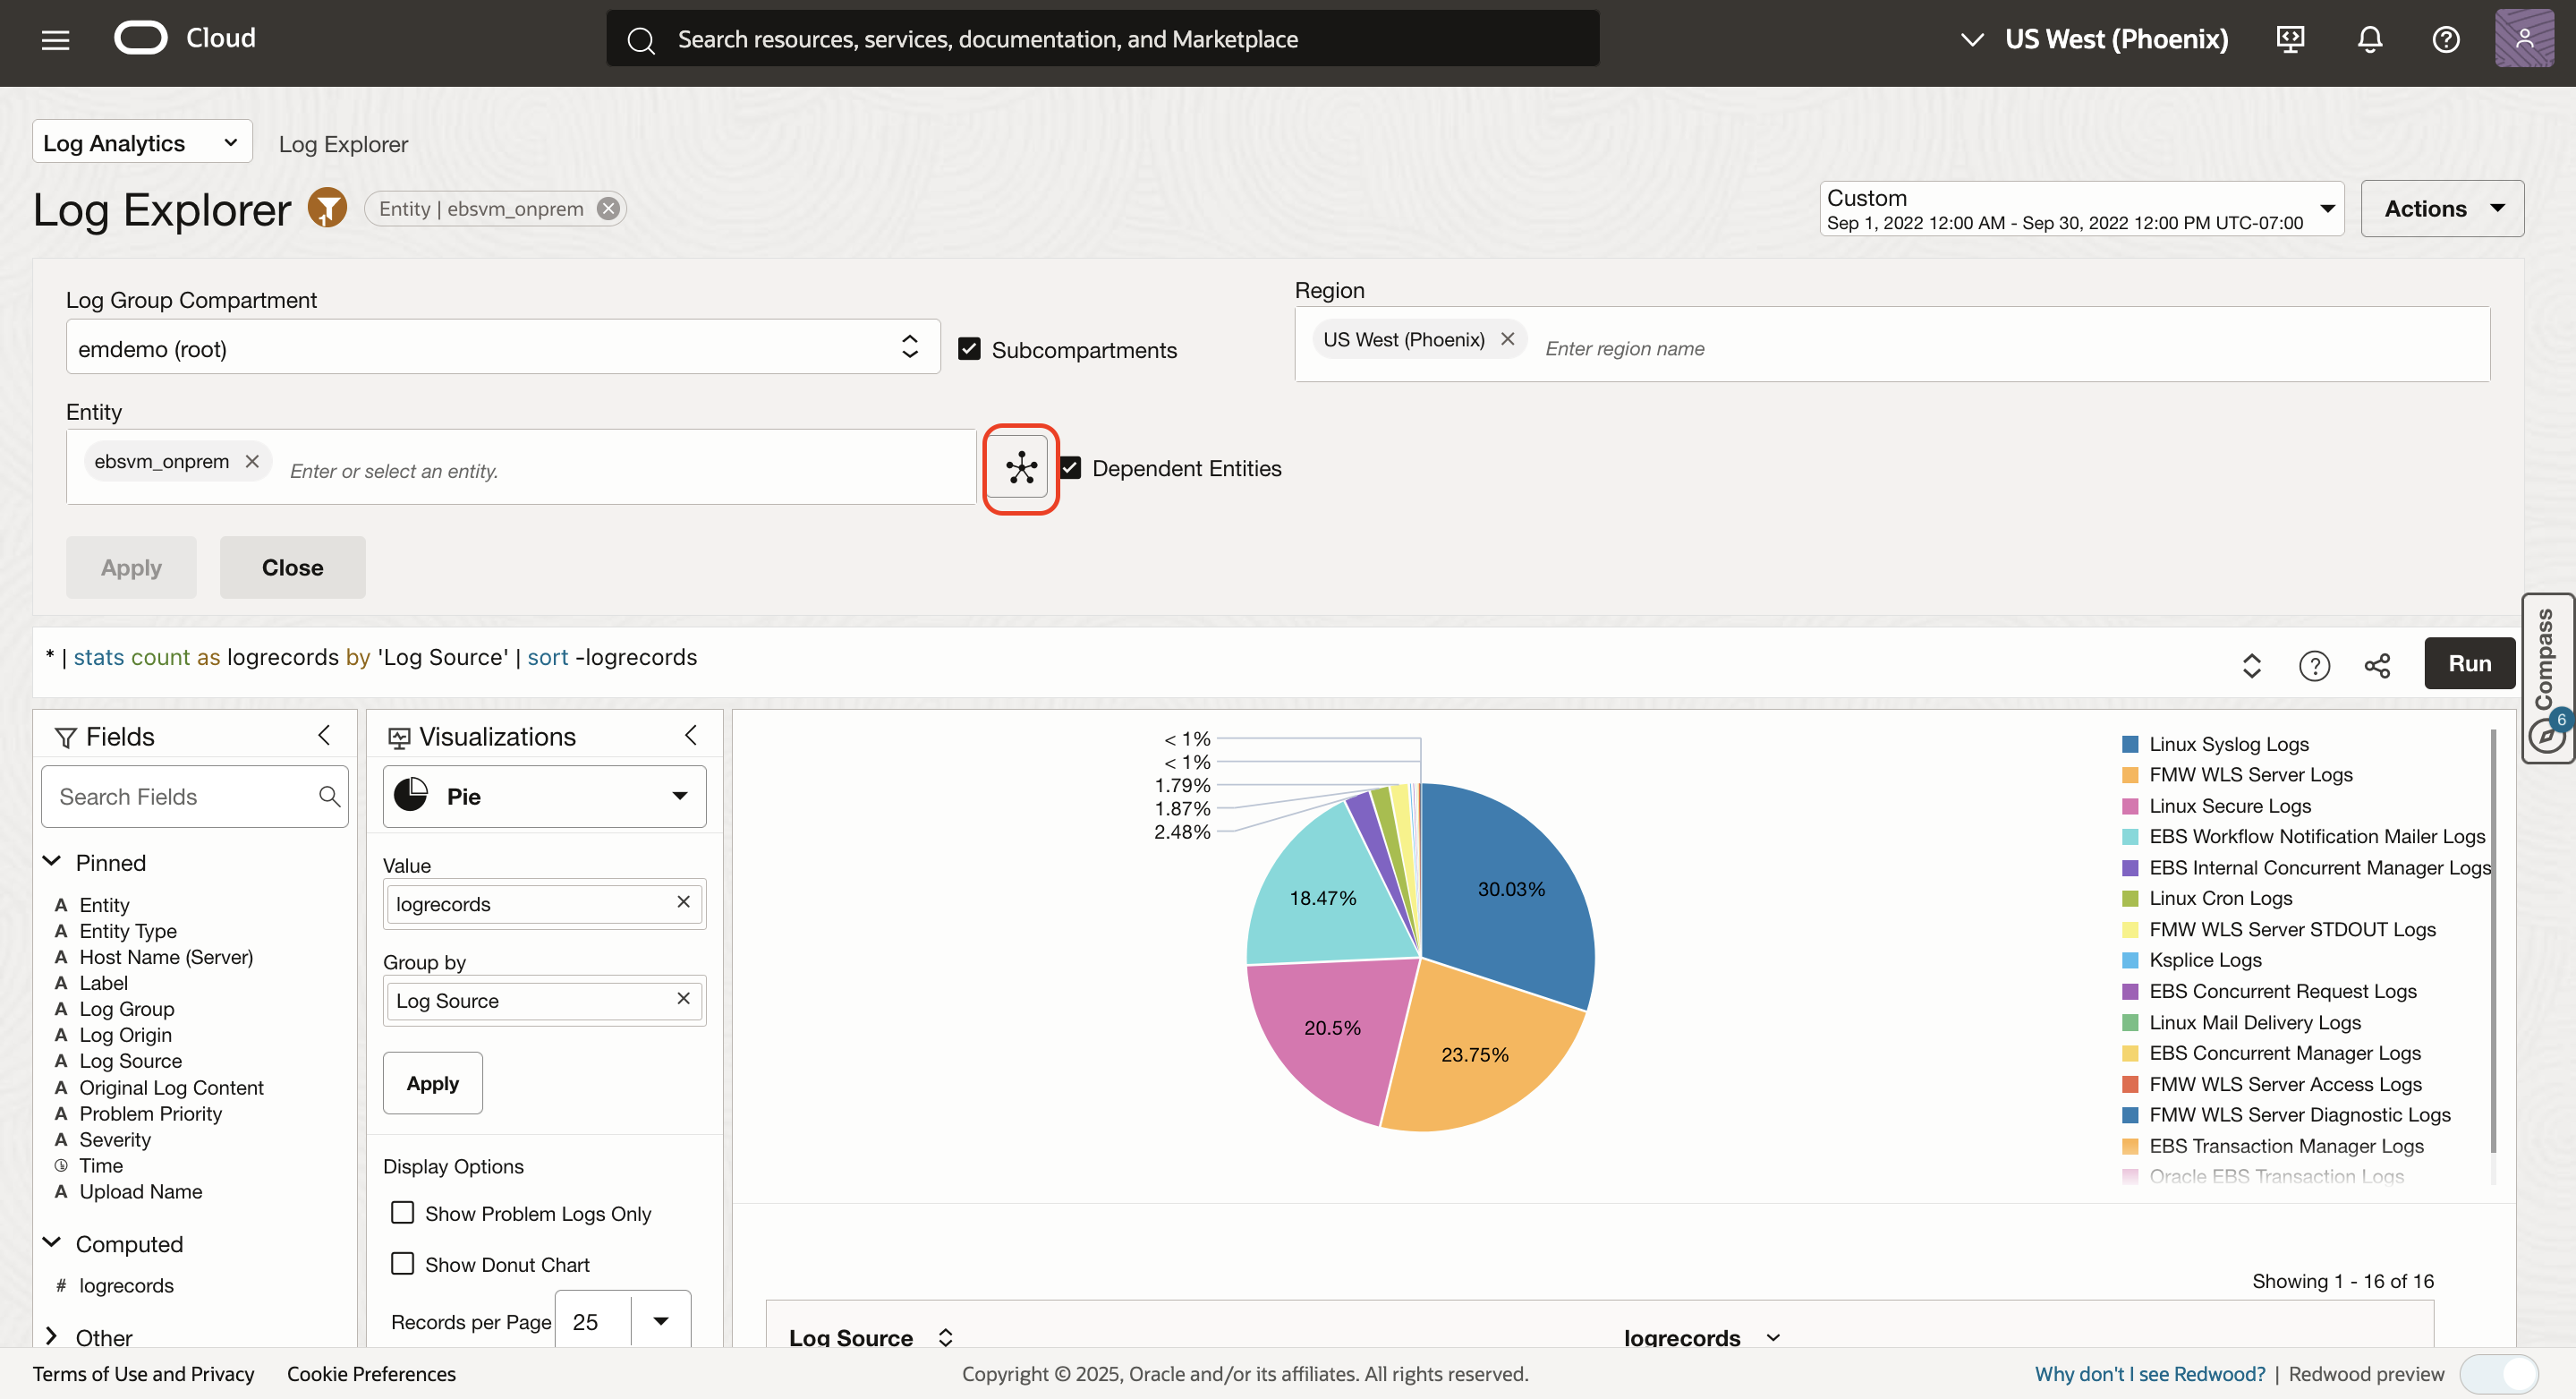 Cloud
Search resources, services, documentation, and Marketplace
US West (Phoenix)
Log Analytics
Log Explorer
Log Explorer
1
Entity | ebsvm_onprem
Custom
Sep 1, 2022 12:00 AM - Sep 30, 2022 12:00 PM UTC-07:00
Actions
Log Group Compartment
emdemo (root)
Subcompartments
Region
US West (Phoenix)
Enter region name
Entity
ebsvm_onprem
Enter or select an entity.
Dependent Entities
Apply
Close
* | stats count as logrecords by 'Log Source' | sort -logrecords
Run
Compass
6
Fields
Search Fields
Pinned
A Entity
A Entity Type
A Host Name (Server)
A Label
A Log Group
A Log Origin
A Log Source
A Original Log Content
A Problem Priority
A Severity
Time
A Upload Name
Computed
# logrecords
Other
Visualizations
Pie
Value
logrecords
Group by
Log Source
Apply
Display Options
Show Problem Logs Only
Show Donut Chart
Records per Page
25
< 1%
< 1%
1.79%
1.87%
2.48%
18.47%
30.03%
20.5%
23.75%
Linux Syslog Logs
FMW WLS Server Logs
Linux Secure Logs
EBS Workflow Notification Mailer Logs
EBS Internal Concurrent Manager Logs
Linux Cron Logs
FMW WLS Server STDOUT Logs
Ksplice Logs
EBS Concurrent Request Logs
Linux Mail Delivery Logs
EBS Concurrent Manager Logs
FMW WLS Server Access Logs
FMW WLS Server Diagnostic Logs
EBS Transaction Manager Logs
Oracle EBS Transaction Logs
Showing 1 - 16 of 16
Log Source
logrecords
Terms of Use and Privacy
Cookie Preferences
Copyright © 2025, Oracle and/or its affiliates. All rights reserved.
Why don't I see Redwood? | Redwood preview